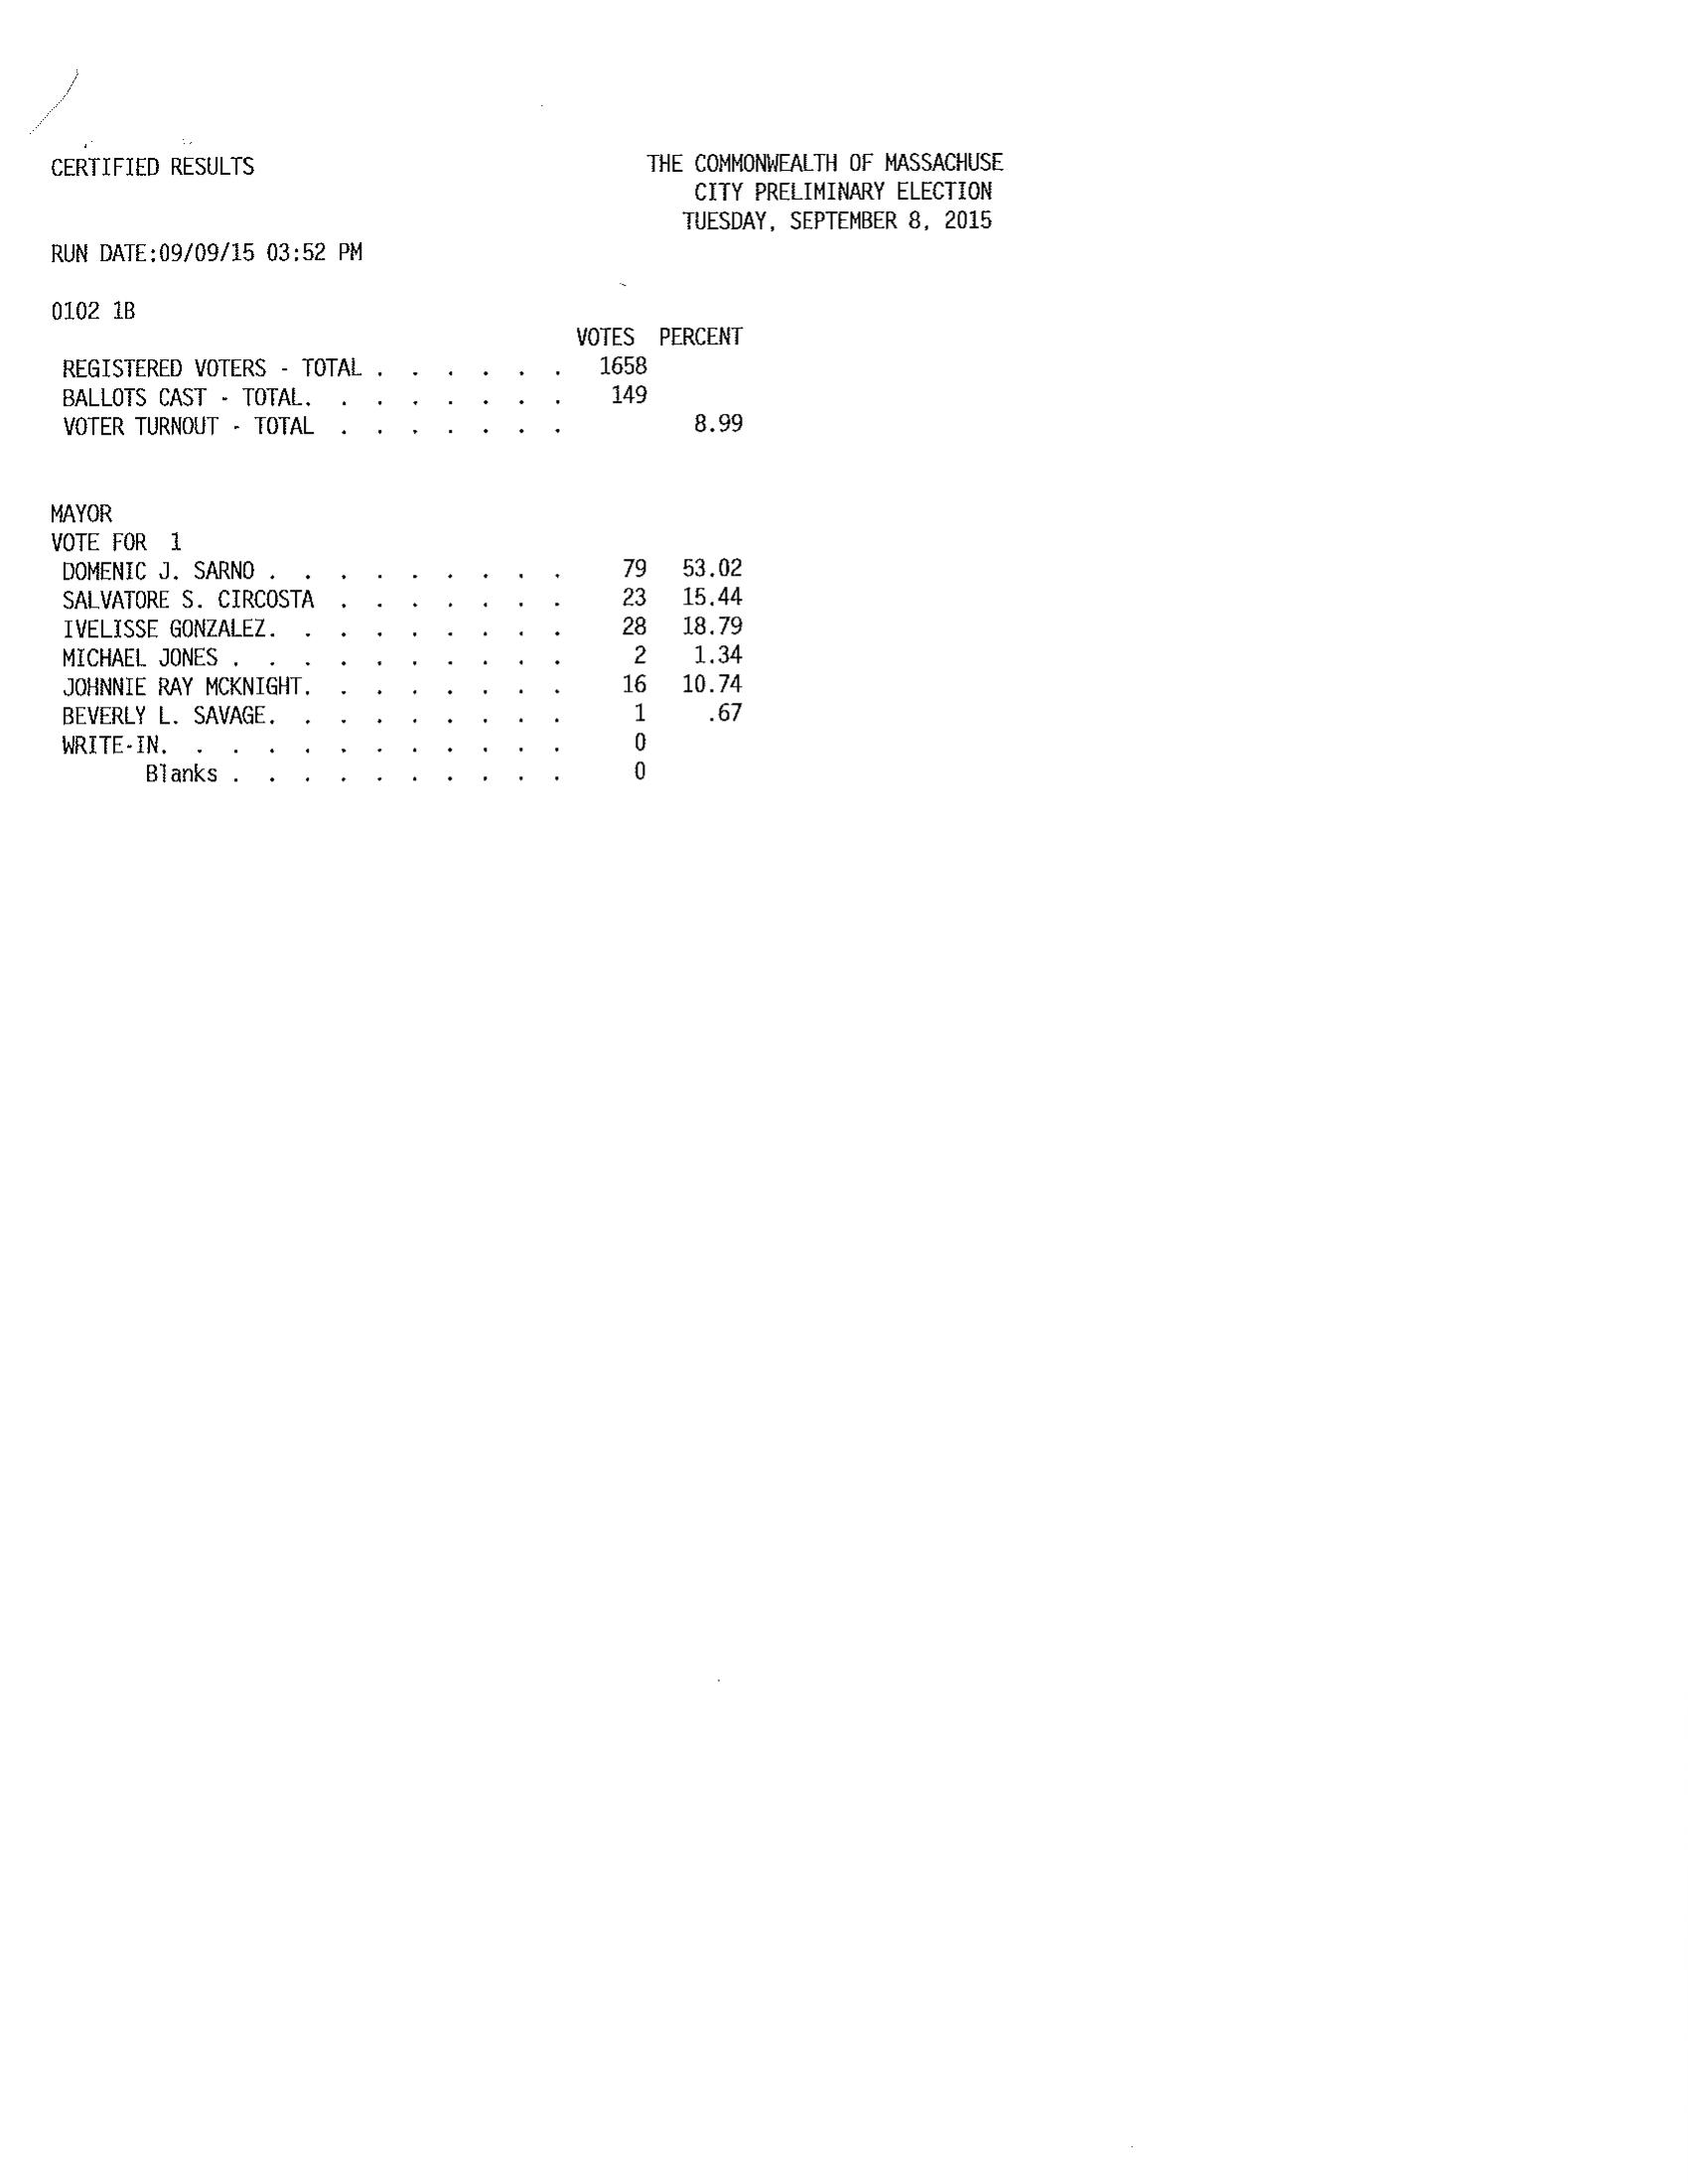 CERTIFIED RESULTS
THE COMMONWEALTH OF MASSACHUSE
CITY PRELIMINARY ELECTION
TUESDAY, SEPTEMBER 8, 2015
RUN DATE:09/09/15 03:52 PM
0102 1B
VOTES PERCENT
REGISTERED VOTERS - TOTAL . . . . . . 1658
BALLOTS CAST - TOTAL. . . . . . . . 149
VOTER TURNOUT - TOTAL . . . . . . . 8.99
MAYOR
VOTE FOR 1
DOMENIC J. SARNO . . . . . . . . . 79 53.02
SALVATORE S. CIRCOSTA . . . . . . . 23 15.44
IVELISSE GONZALEZ. . . . . . . . . 28 18.79
MICHAEL JONES . . . . . . . . . . 2 1.34
JOHNNIE RAY MCKNIGHT. . . . . . . . 16 10.74
BEVERLY L. SAVAGE. . . . . . . . . 1 .67
WRITE-IN. . . . . . . . . . . . 0
Blanks . . . . . . . . . . 0